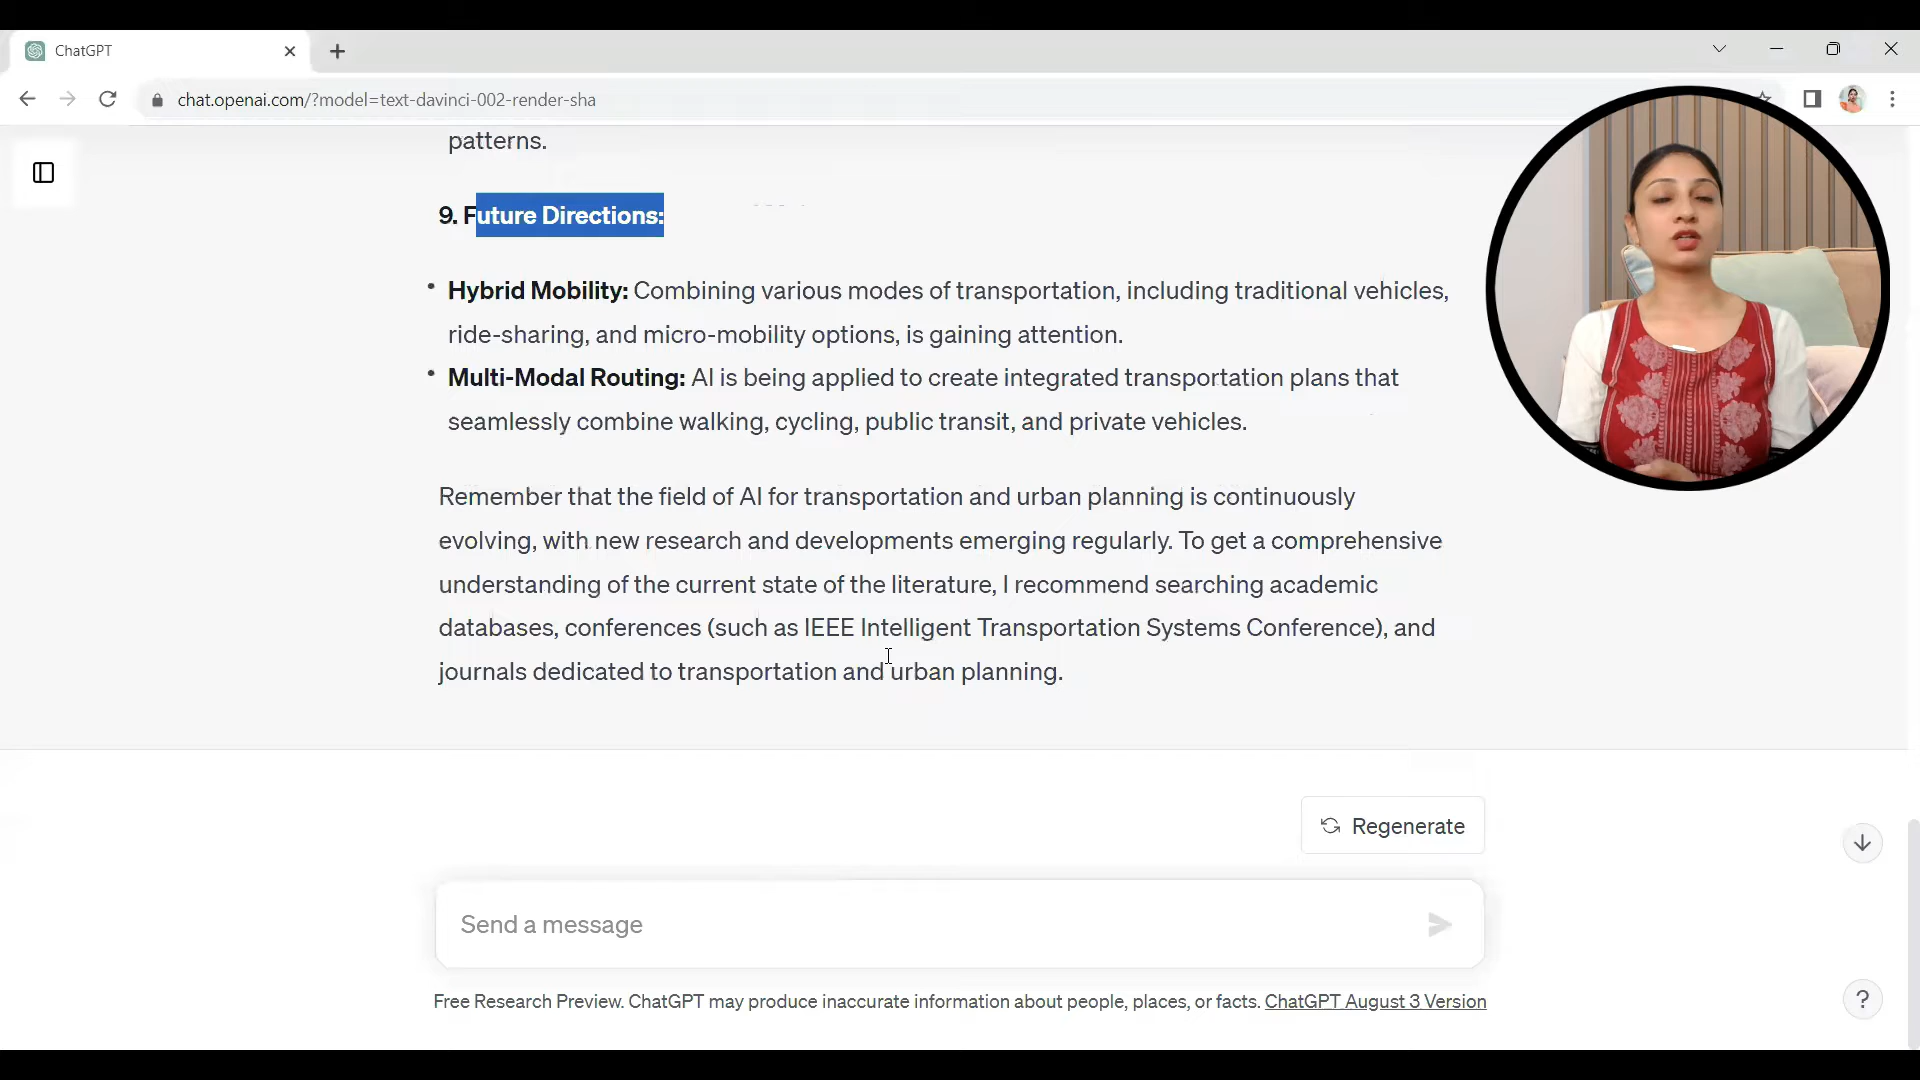 ChatGPT
chat.openai.com/?model=text-davinci-002-render-sha
patterns.
9. Future Directions:
• Hybrid Mobility: Combining various modes of transportation, including traditional vehicles,
ride-sharing, and micro-mobility options, is gaining attention.
• Multi-Modal Routing: AI is being applied to create integrated transportation plans that
seamlessly combine walking, cycling, public transit, and private vehicles.
Remember that the field of AI for transportation and urban planning is continuously
evolving, with new research and developments emerging regularly. To get a comprehensive
understanding of the current state of the literature, I recommend searching academic
databases, conferences (such as IEEE Intelligent Transportation Systems Conference), and
journals dedicated to transportation and urban planning.
Regenerate
Send a message
Free Research Preview. ChatGPT may produce inaccurate information about people, places, or facts. ChatGPT August 3 Version
?